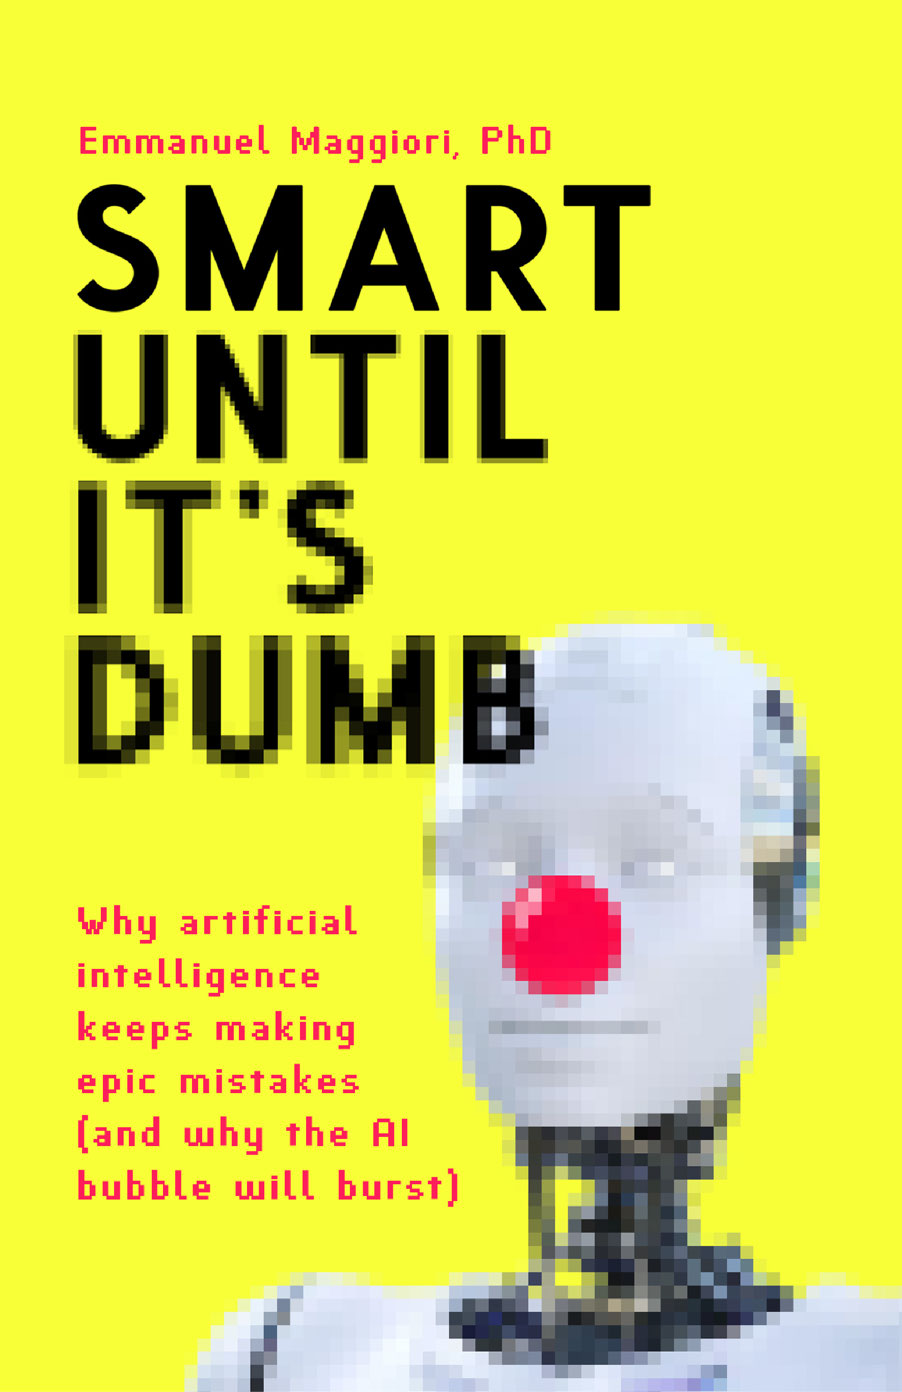 Emmanuel Maggiori, PhD
SMART
UNTIL
IT'S
DUMB
Why artificial
intelligence
keeps making
epic mistakes
(and why the AI
bubble will burst)